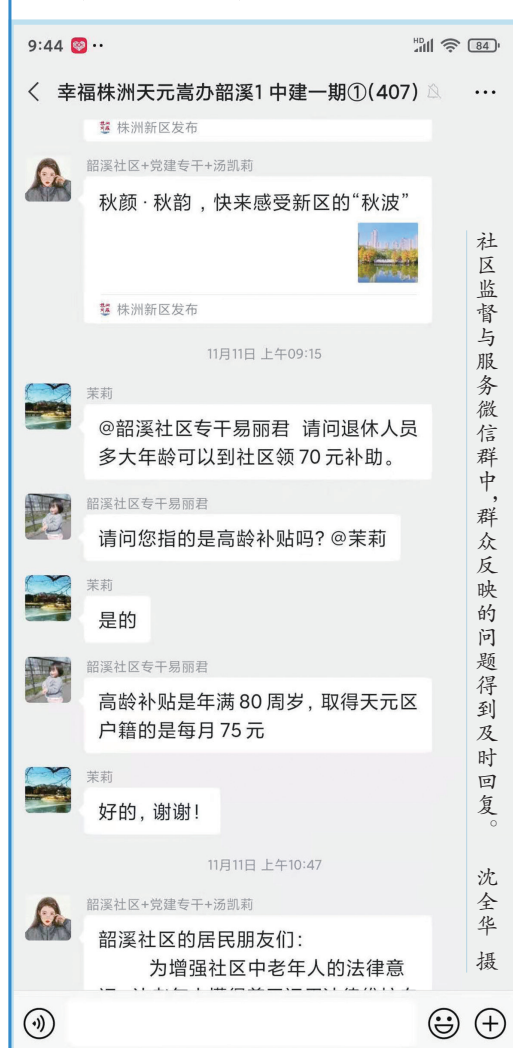 9:44
HD
84
幸福株洲天元嵩办韶溪1 中建一期①(407)
株洲新区发布
韶溪社区+党建专干+汤凯莉
秋颜·秋韵，快来感受新区的“秋波”
株洲新区发布
11月11日 上午09:15
茉莉
@韶溪社区专干易丽君 请问退休人员
多大年龄可以到社区领70元补助。
韶溪社区专干易丽君
请问您指的是高龄补贴吗？@茉莉
茉莉
是的
韶溪社区专干易丽君
高龄补贴是年满80周岁，取得天元区
户籍的是每月75元
茉莉
好的，谢谢！
11月11日 上午10:47
韶溪社区+党建专干+汤凯莉
韶溪社区的居民朋友们：
为增强社区中老年人的法律意
社区监督与服务微信群中，群众反映的问题得到及时回复。 沈全华 摄